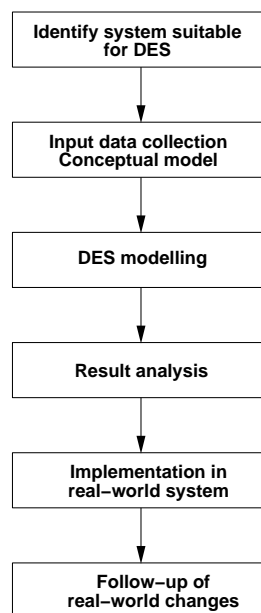 Identify system suitable
for DES
Input data collection
Conceptual model
DES modelling
Result analysis
Implementation in
real−world system
Follow−up of
real−world changes